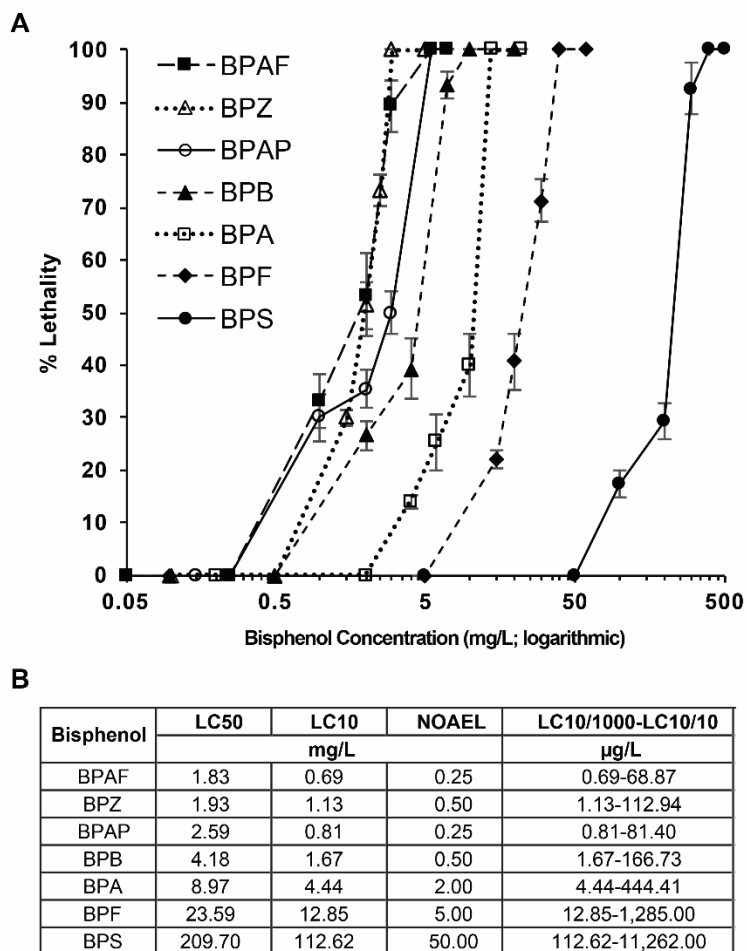 A
100
90
80
70
60
50
40
30
20
10
0
% Lethality
BPAF
BPZ
BPAP
BPB
BPA
BPF
BPS
0.05 0.5 5 50 500
Bisphenol Concentration (mg/L; logarithmic)
B
Bisphenol LC50 LC10 NOAEL LC10/1000-LC10/10
mg/L µg/L
BPAF 1.83 0.69 0.25 0.69-68.87
BPZ 1.93 1.13 0.50 1.13-112.94
BPAP 2.59 0.81 0.25 0.81-81.40
BPB 4.18 1.67 0.50 1.67-166.73
BPA 8.97 4.44 2.00 4.44-444.41
BPF 23.59 12.85 5.00 12.85-1,285.00
BPS 209.70 112.62 50.00 112.62-11,262.00